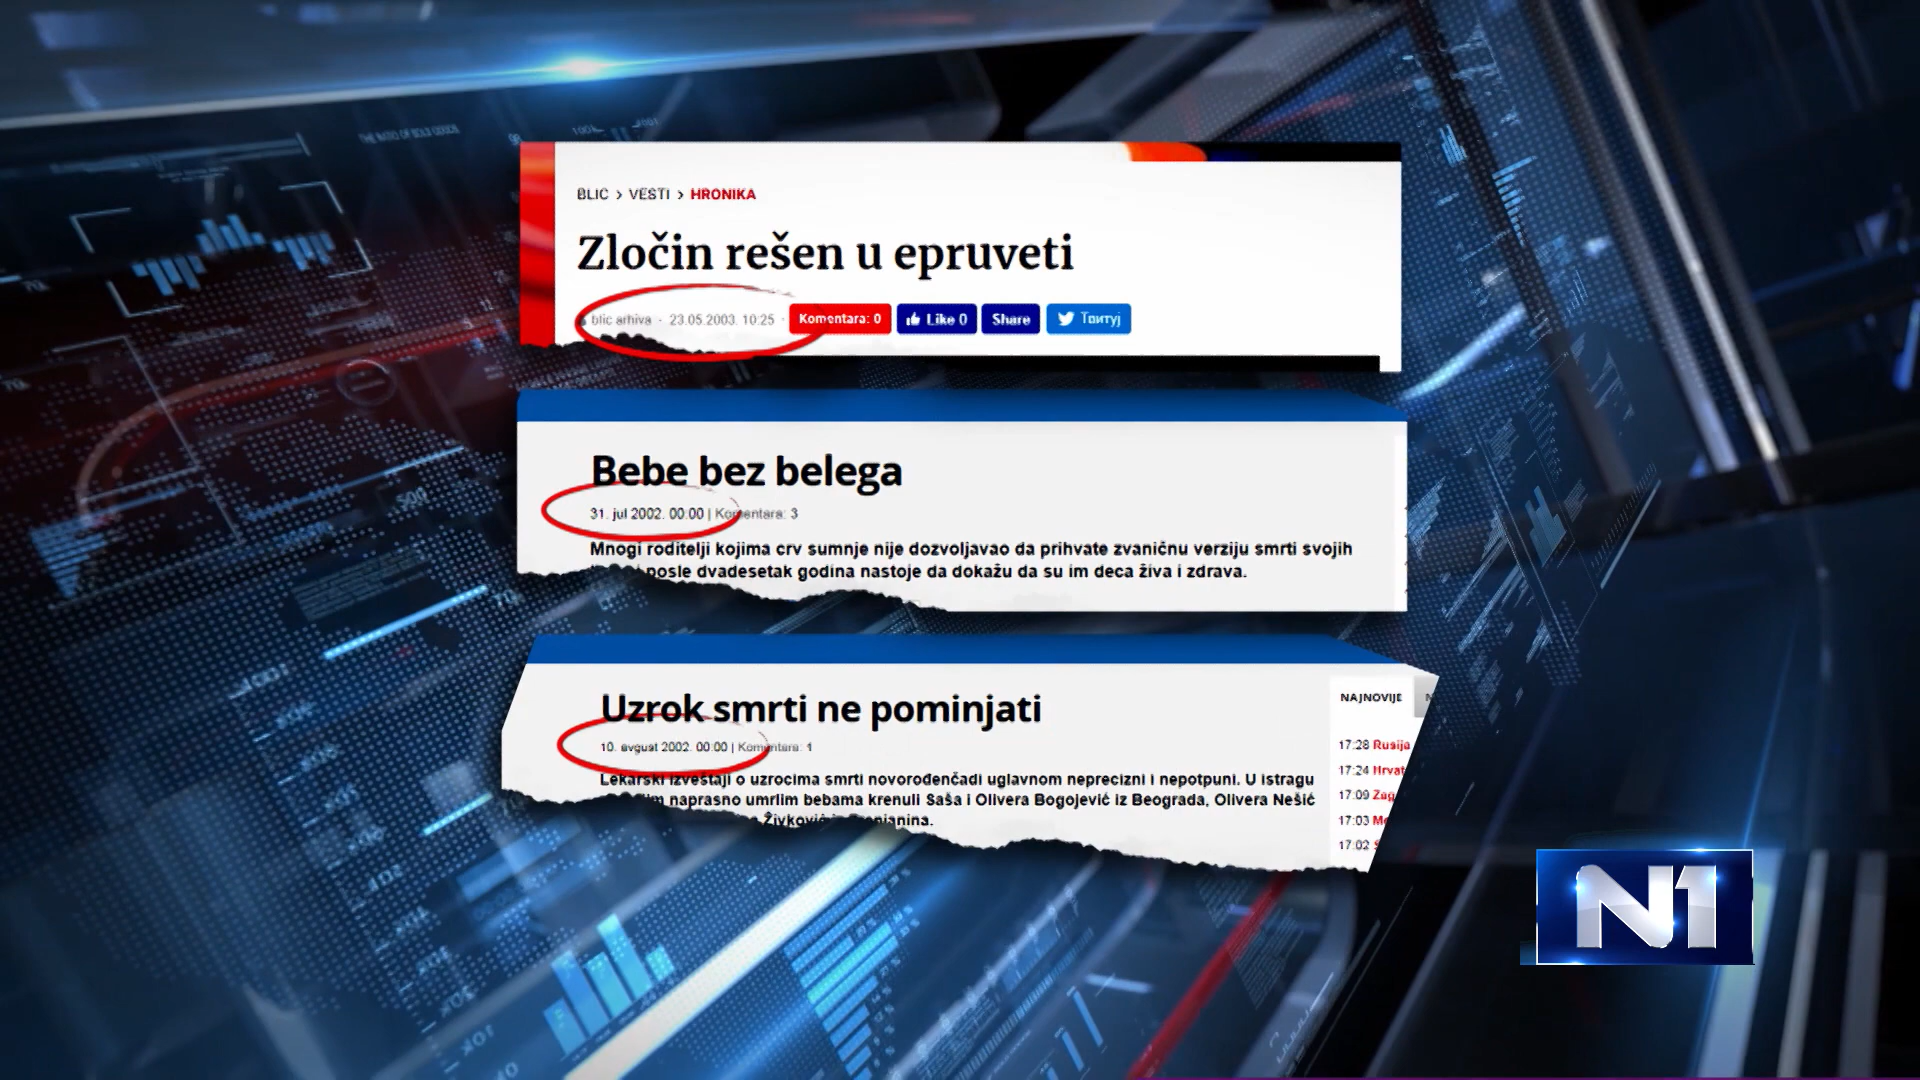 BLIC > VESTI > HRONIKA
Zločin rešen u epruveti
blic arhiva - 23.05.2003. 10:25 -
Komentara: 0
Like 0
Share
Твитуј
Bebe bez belega
31. jul 2002. 00:00 | Komentara: 3
Mnogi roditelji kojima crv sumnje nije dozvoljavao da prihvate zvaničnu verziju smrti svojih
posle dvadesetak godina nastoje da dokažu da su im deca živa i zdrava.
Uzrok smrti ne pominjati
10. avgust 2002. 00:00 | Komentara: 1
Lekarski izveštaji o uzrocima smrti novorođenčadi uglavnom neprecizni i nepotpuni. U istragu
naprasno umrlim bebama krenuli Saša i Olivera Bogojević iz Beograda, Olivera Nešić
Živković
NAJNOVIJE
17:28 Rusija
17:24 Hrvat
17:09 Zag
17:03
17:02
N1